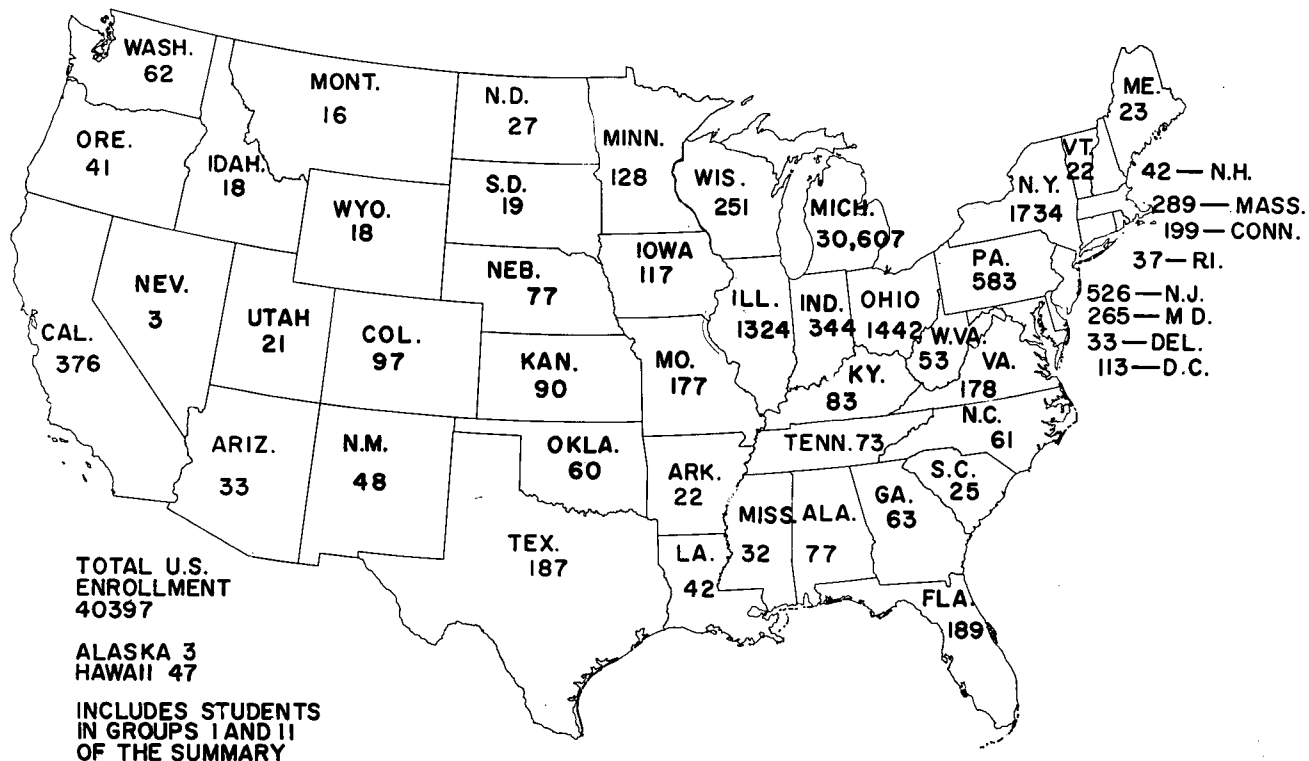 WASH.
62
MONT.
16
N.D.
27
MINN.
128
ME.
23
ORE.
41
IDAH.
18
S.D.
19
WIS.
251
MICH.
30,607
VT.
22
N.Y.
1734
42—N.H.
289—MASS.
199—CONN.
37—RI.
WYO.
18
NEB.
77
IOWA
117
PA.
583
526—N.J.
265—MD.
33—DEL.
113—D.C.
NEV.
3
UTAH
21
COL.
97
CAL.
376
KAN.
90
MO.
177
ILL.
1324
IND.
344
OHIO
1442
W.VA.
53
VA.
178
KY.
83
N.C.
61
TENN. 73
ARIZ.
33
N.M.
48
OKLA.
60
ARK.
22
S.C.
25
MISS.
32
ALA.
77
GA.
63
TEX.
187
LA.
42
FLA.
189
TOTAL U.S.
ENROLLMENT
40397
ALASKA 3
HAWAII 47
INCLUDES STUDENTS
IN GROUPS I AND II
OF THE SUMMARY